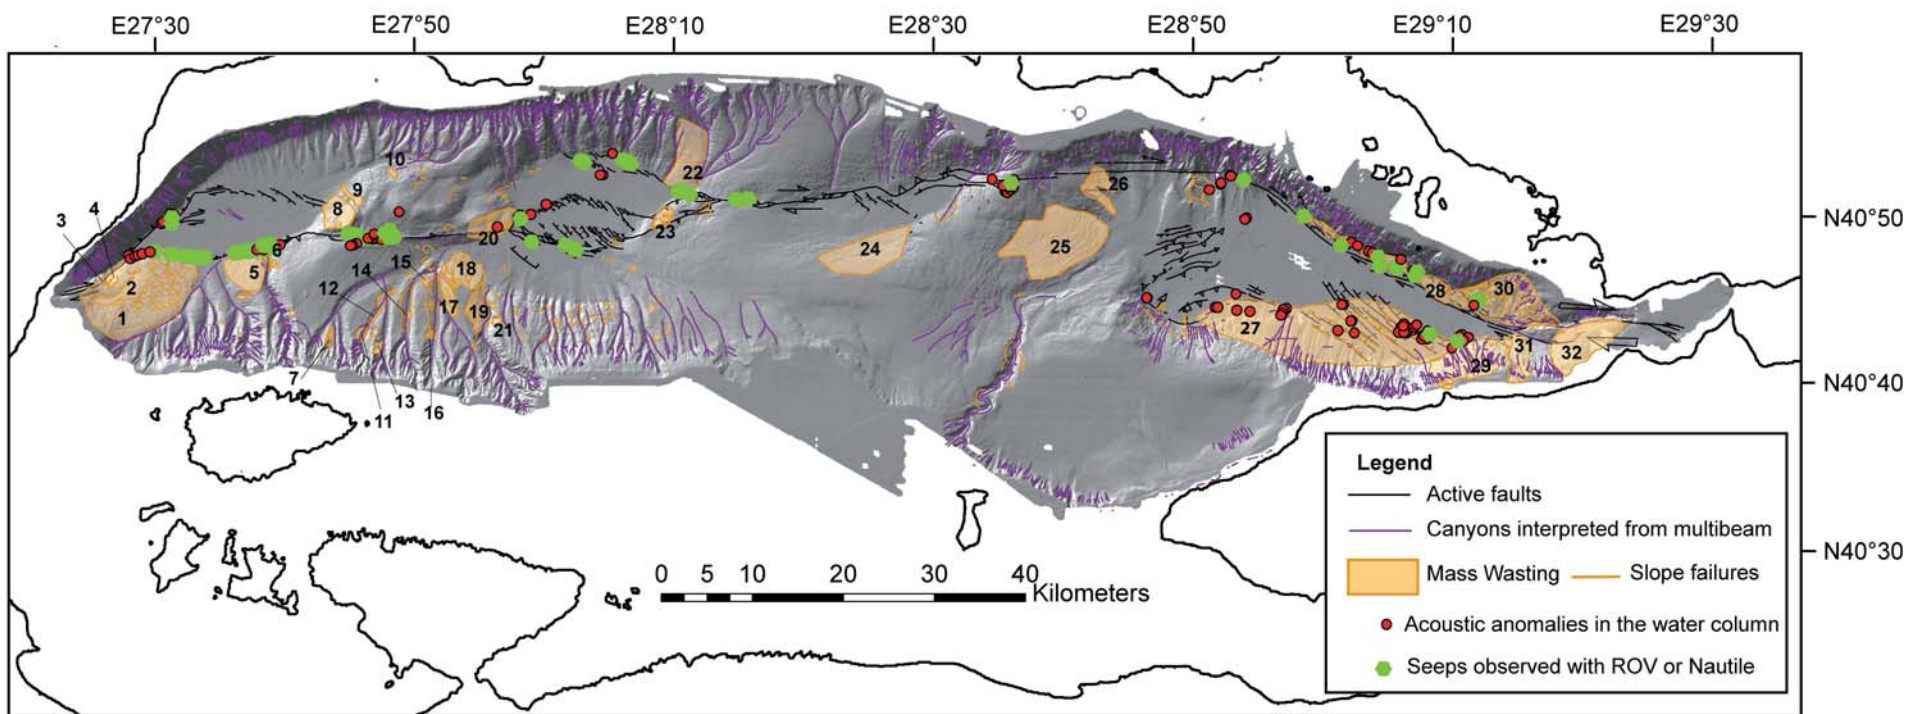 E27°30 E27°50 E28°10 E28°30 E28°50 E29°10 E29°30
N40°50
N40°40
N40°30
1
2
3
4
5
6
7
8
9
10
11
12
13
14
15
16
17
18
19
20
21
22
23
24
25
26
27
28
29
30
31
32
0 5 10 20 30 40
Kilometers
Legend
Active faults
Canyons interpreted from multibeam
Mass Wasting Slope failures
Acoustic anomalies in the water column
Seeps observed with ROV or Nautile